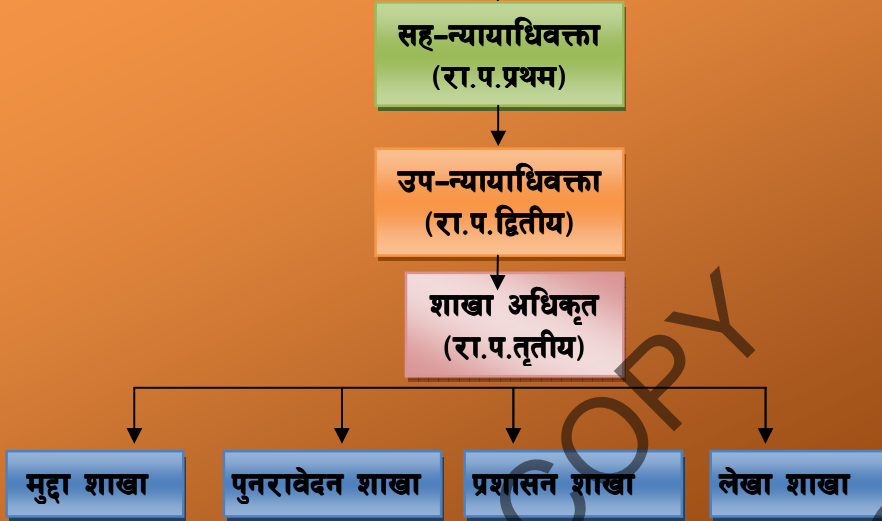 सह-न्यायाधिवक्ता
(रा.प.प्रथम)
उप-न्यायाधिवक्ता
(रा.प.द्वितीय)
शाखा अधिकृत
(रा.प.तृतीय)
मुद्दा शाखा
पुनरावेदन शाखा
प्रशासन शाखा
लेखा शाखा
COPY